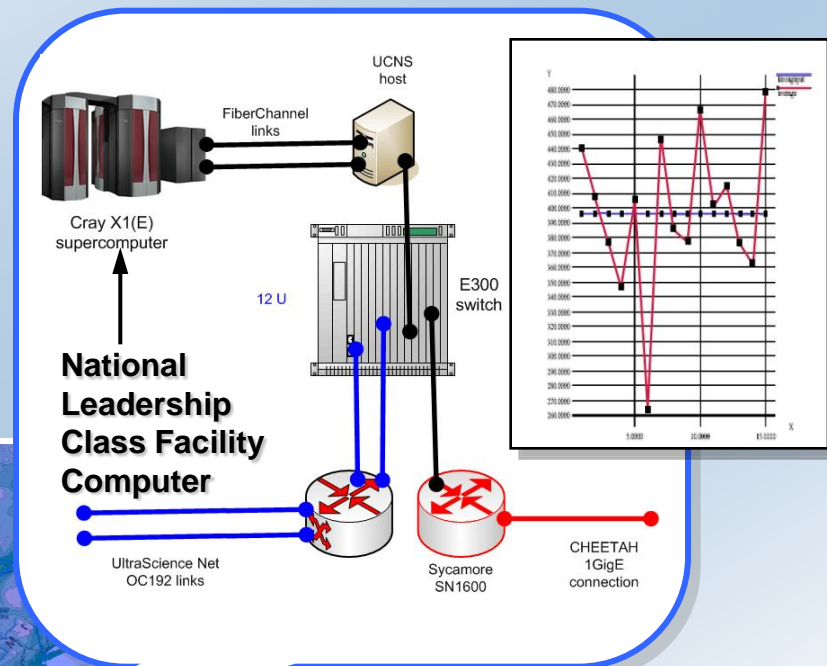 UCNS
host
FiberChannel
links
Cray X1(E)
supercomputer
E300
switch
12 U
National
Leadership
Class Facility
Computer
UltraScience Net
OC192 links
Sycamore
SN1600
CHEETAH
1GigE
connection
Y
480.0000
470.0000
460.0000
450.0000
440.0000
430.0000
420.0000
410.0000
400.0000
390.0000
380.0000
370.0000
360.0000
350.0000
340.0000
330.0000
320.0000
310.0000
300.0000
290.0000
280.0000
270.0000
260.0000
5.0000 10.0000 15.0000
X